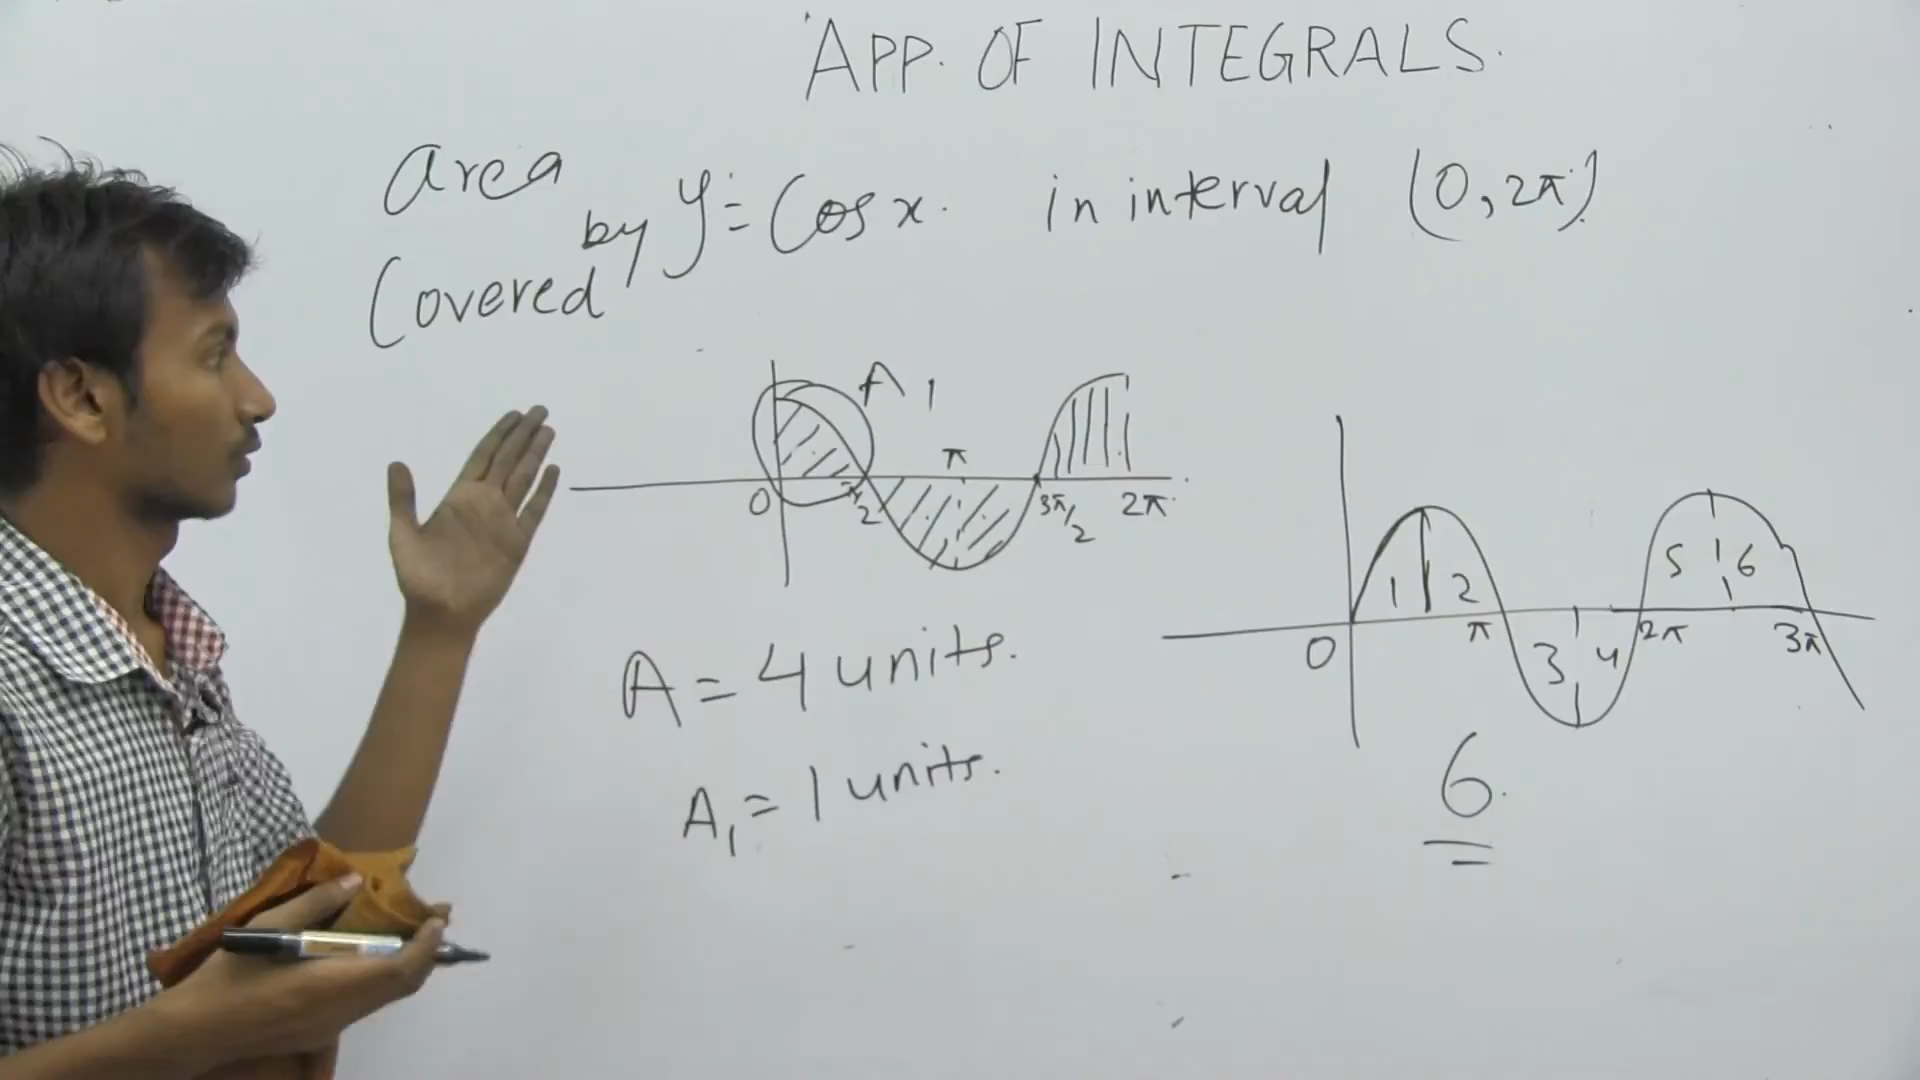 APP. OF INTEGRALS.
Area
Covered by y = Cos x. in interval (0, 2π)
A1
π
0 π/2 3π/2 2π
A = 4 units.
A₁ = 1 units.
1 2 5 6
0 π 2π 3π
3 4
6.